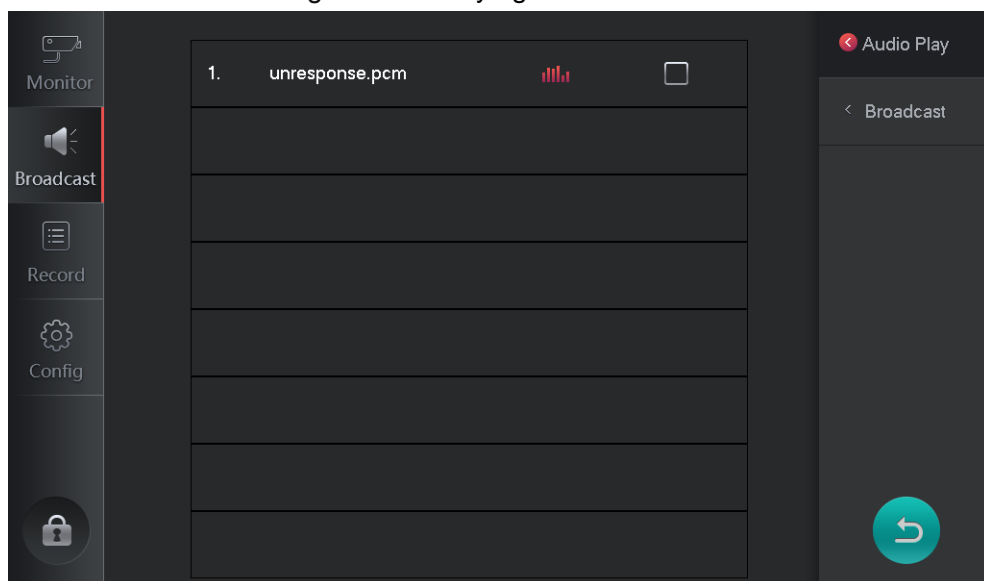 Monitor
Broadcast
Record
Config
1. unresponse.pcm
Audio Play
Broadcast